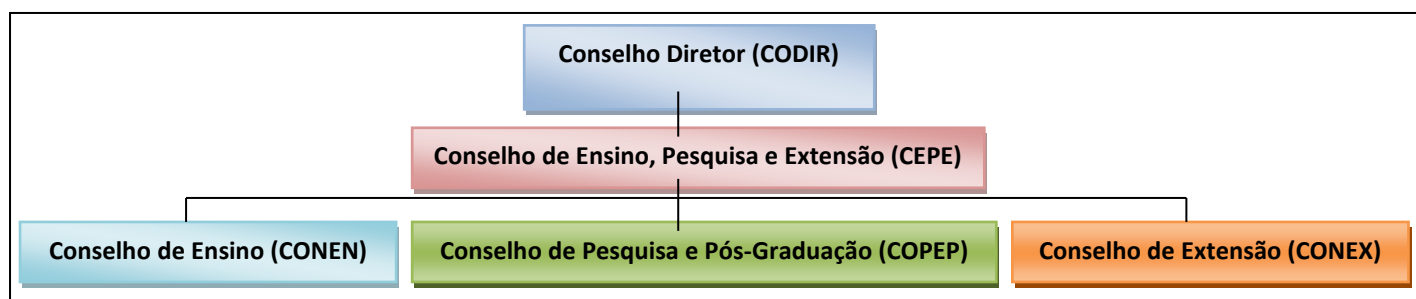 Conselho Diretor (CODIR)
Conselho de Ensino, Pesquisa e Extensão (CEPE)
Conselho de Ensino (CONEN)
Conselho de Pesquisa e Pós-Graduação (COPEP)
Conselho de Extensão (CONEX)